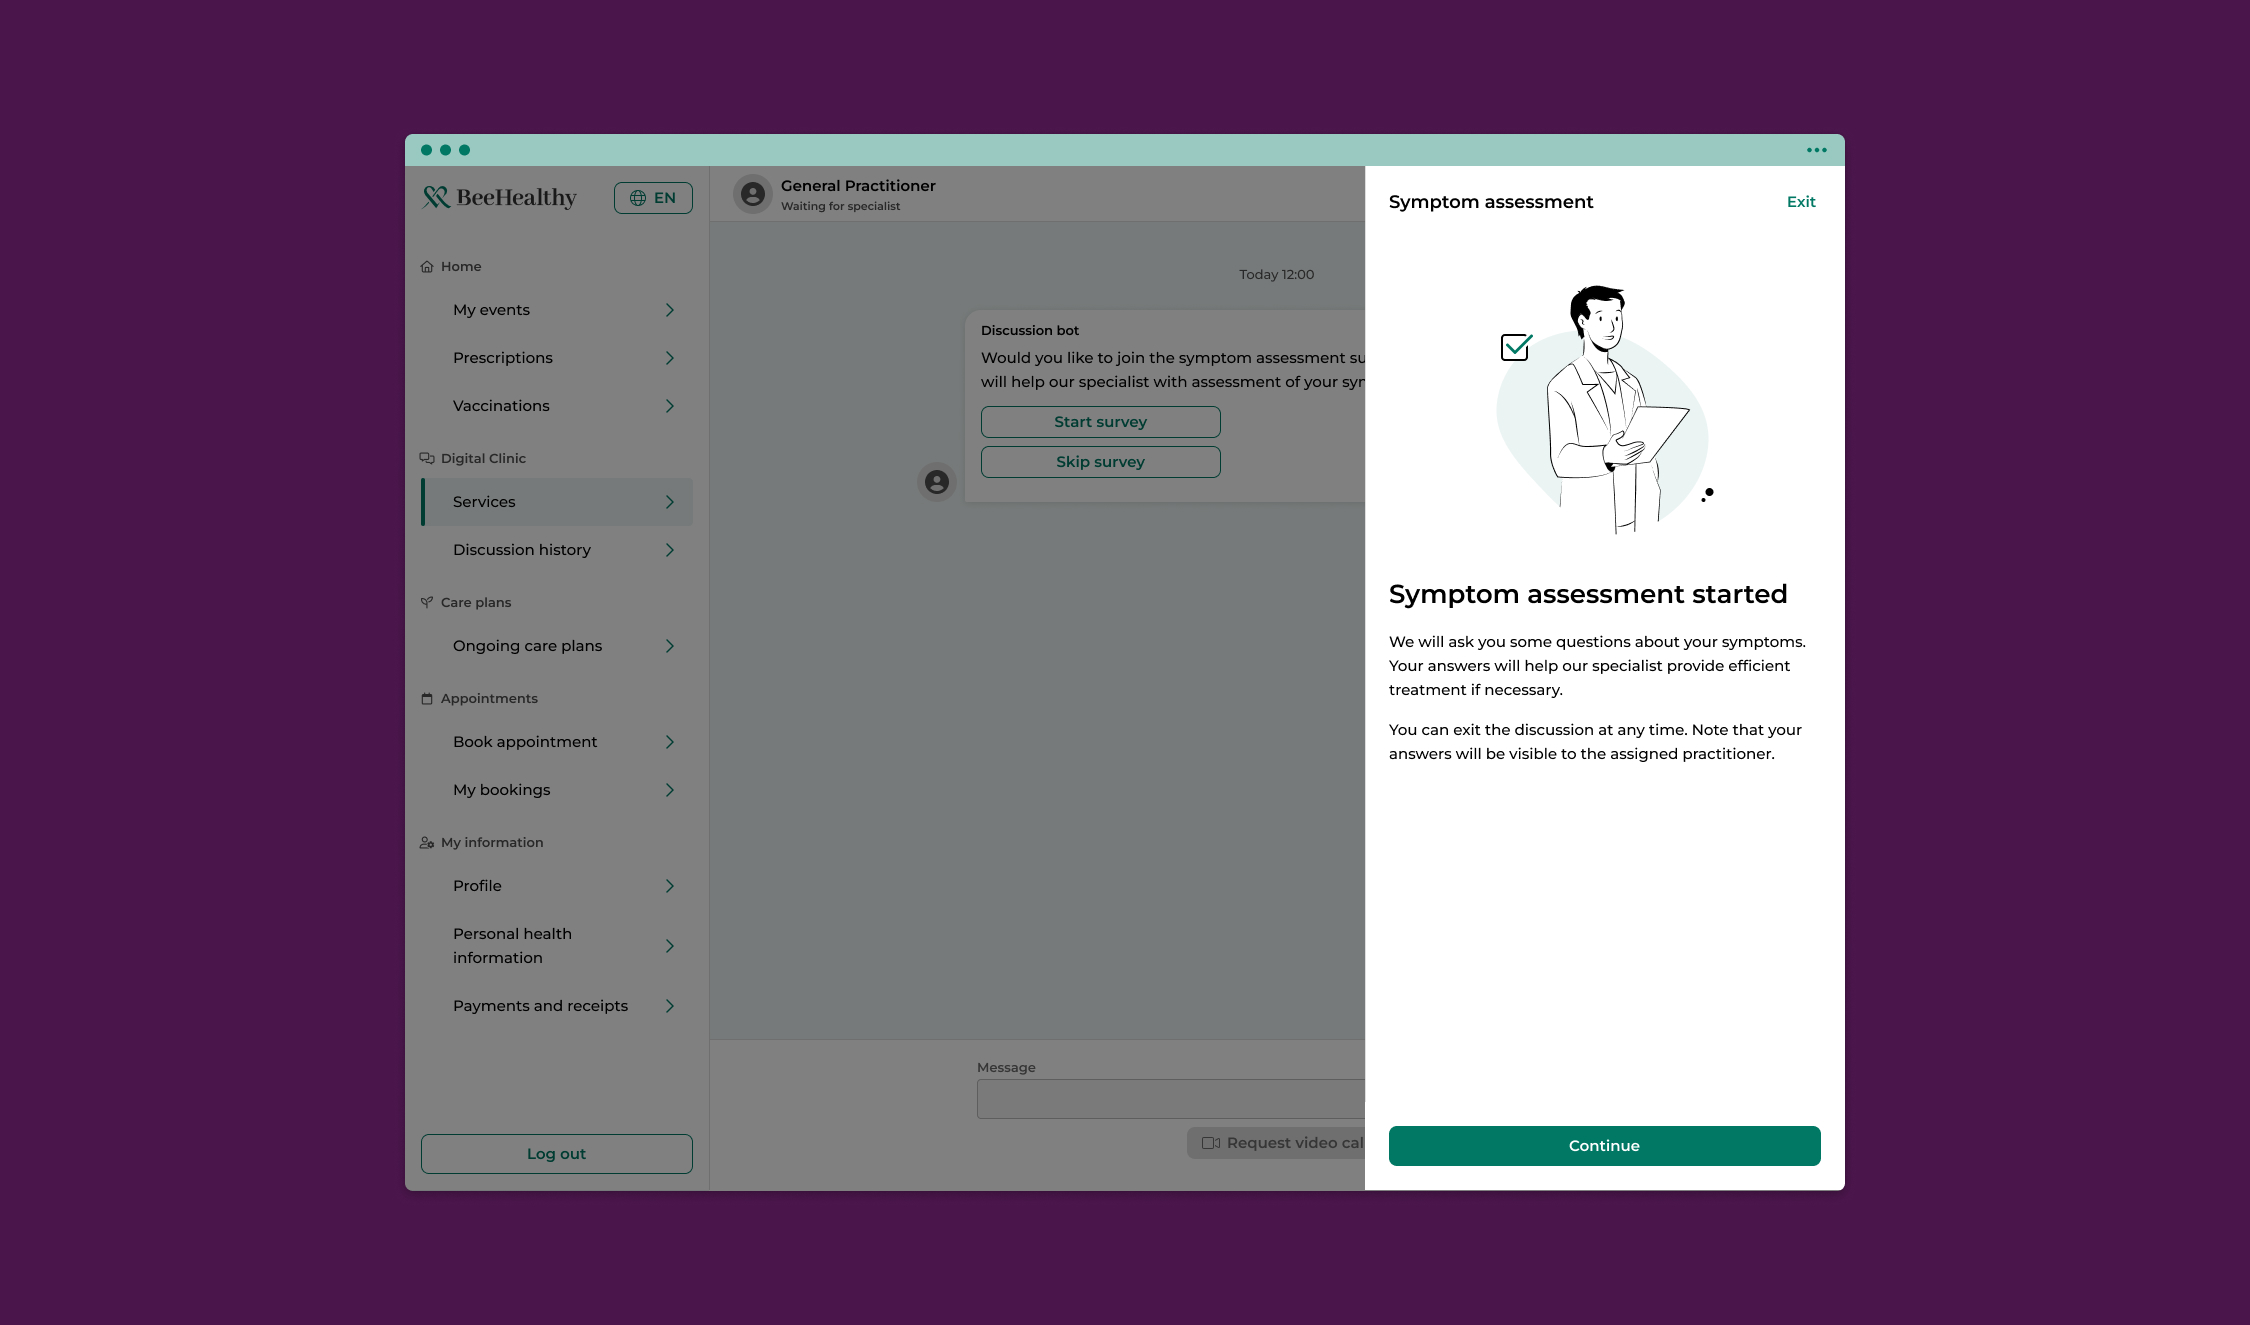 BeeHealthy
EN
Home
My events
Prescriptions
Vaccinations
Digital Clinic
Services
Discussion history
Care plans
Ongoing care plans
Appointments
Book appointment
My bookings
My information
Profile
Personal health
information
Payments and receipts
Log out
General Practitioner
Waiting for specialist
Today 12:00
Discussion bot
Would you like to join the symptom assessment su
will help our specialist with assessment of your syr
Start survey
Skip survey
Message
Request video cal
Symptom assessment
Exit
Symptom assessment started
We will ask you some questions about your symptoms.
Your answers will help our specialist provide efficient
treatment if necessary.
You can exit the discussion at any time. Note that your
answers will be visible to the assigned practitioner.
Continue